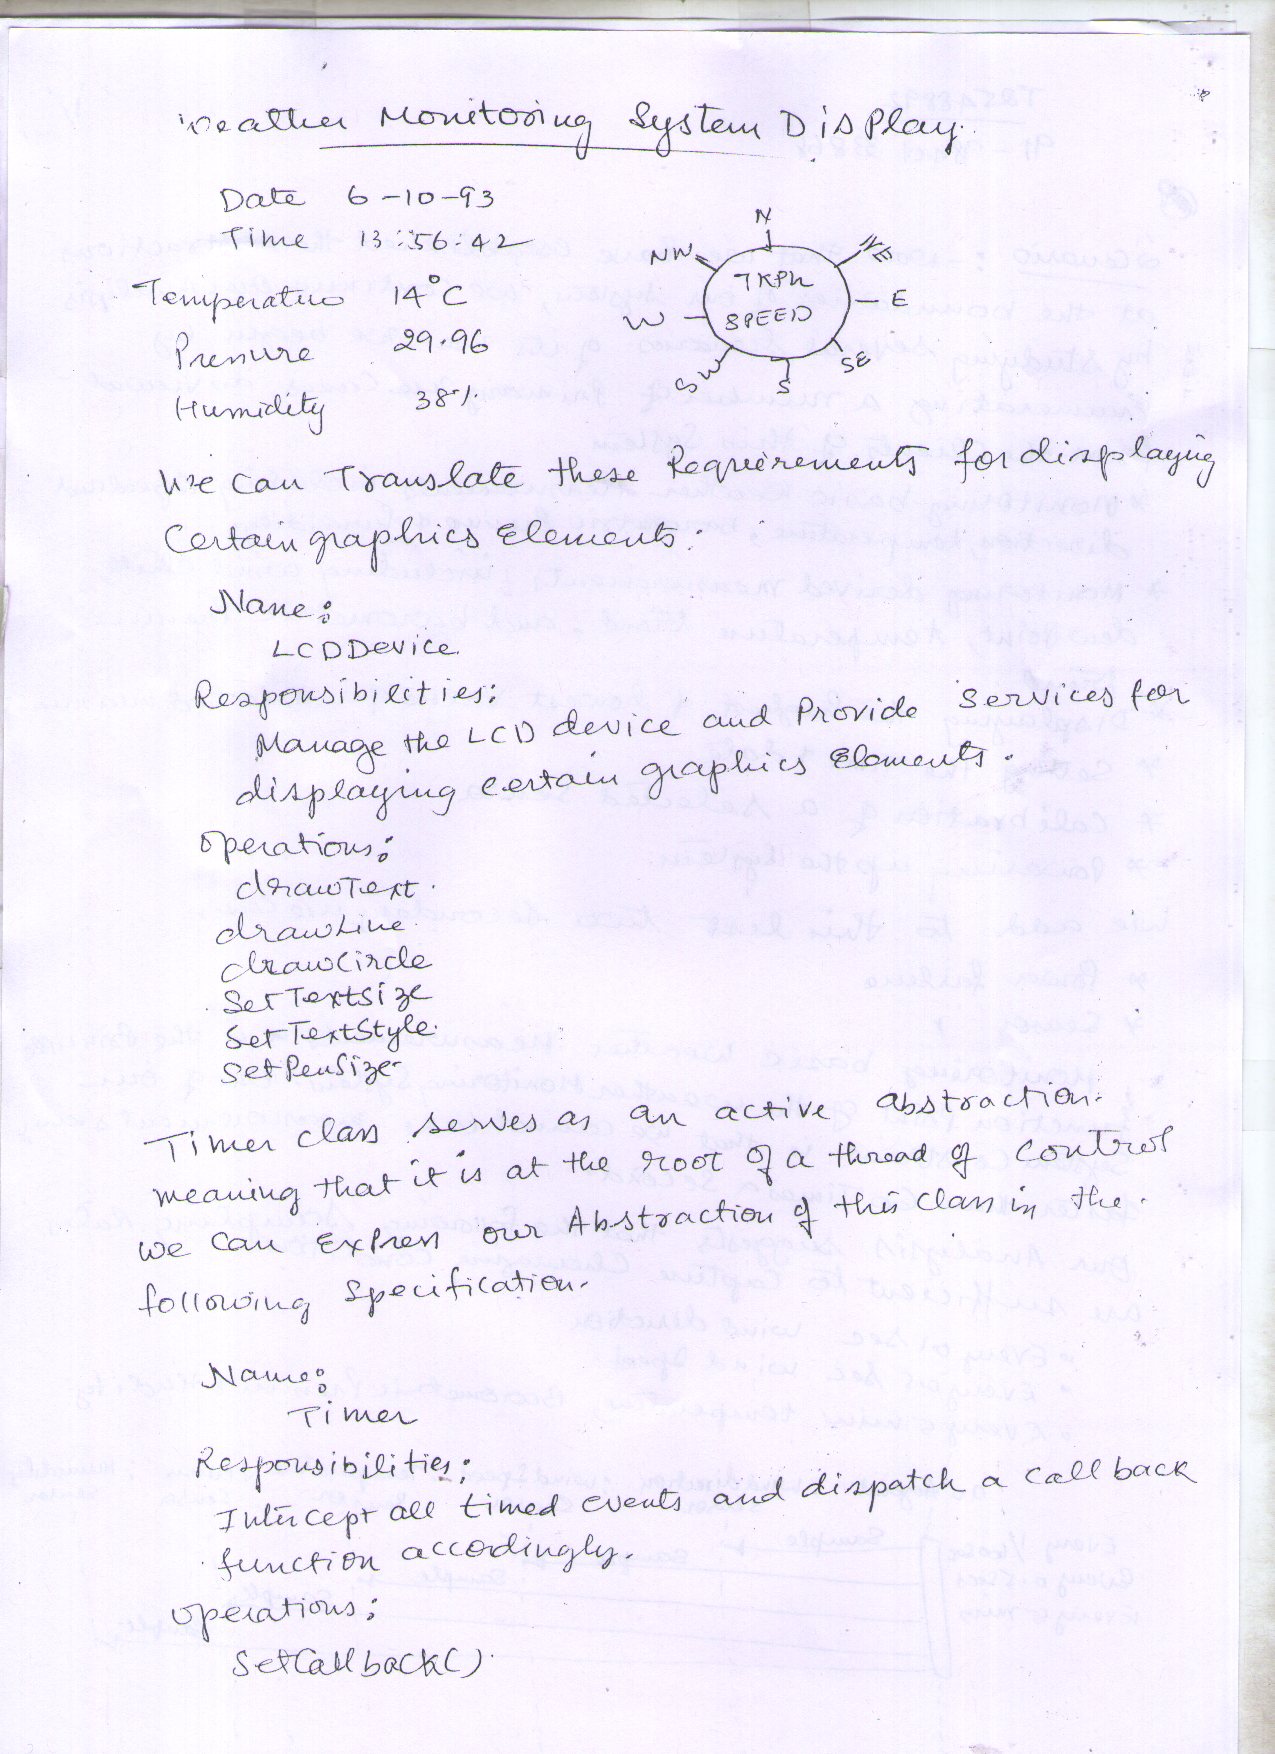 Weather Monitoring System Display.
Date 6-10-93
Time 13:56:42
Temperature 14°C
Pressure 29.96
Humidity 38%
N
NE
E
SE
S
SW
W
NW
7KPh
SPEED
We can Translate these Requirements for displaying
Certain graphics Elements:
Name:
LCDDevice
Responsibilities:
Manage the LCD device and Provide Services for
displaying certain graphics Elements.
Operations:
drawText
drawLine
drawCircle
SetTextSize
SetTextStyle
SetPenSize
Timer class serves as an active abstraction.
meaning that it is at the root of a thread of control
we can Express our Abstraction of this class in the
following Specification.
Name:
Timer
Responsibilities:
Intercept all timed events and dispatch a call back
function accordingly.
Operations:
SetCallback()